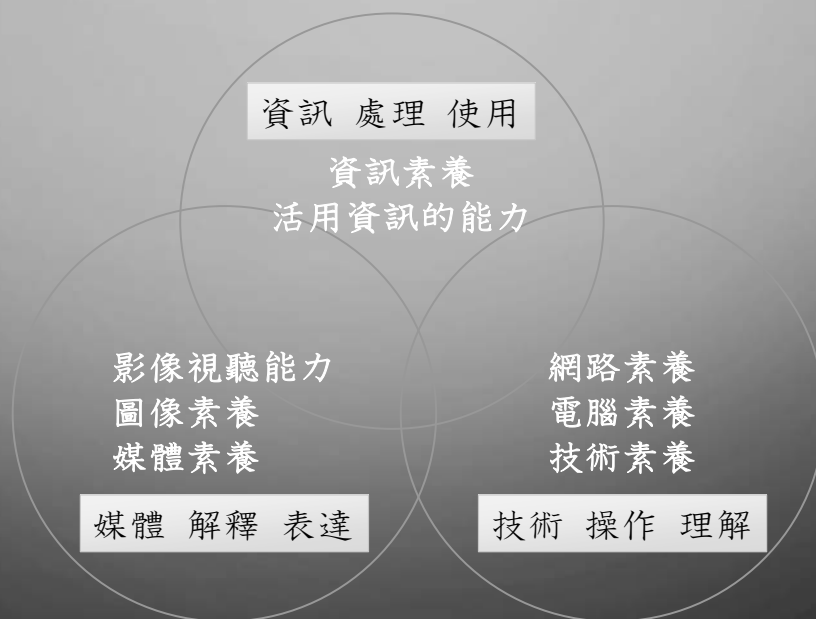 資訊 處理 使用
資訊素養
活用資訊的能力
影像視聽能力
圖像素養
媒體素養
媒體 解釋 表達
網路素養
電腦素養
技術素養
技術 操作 理解